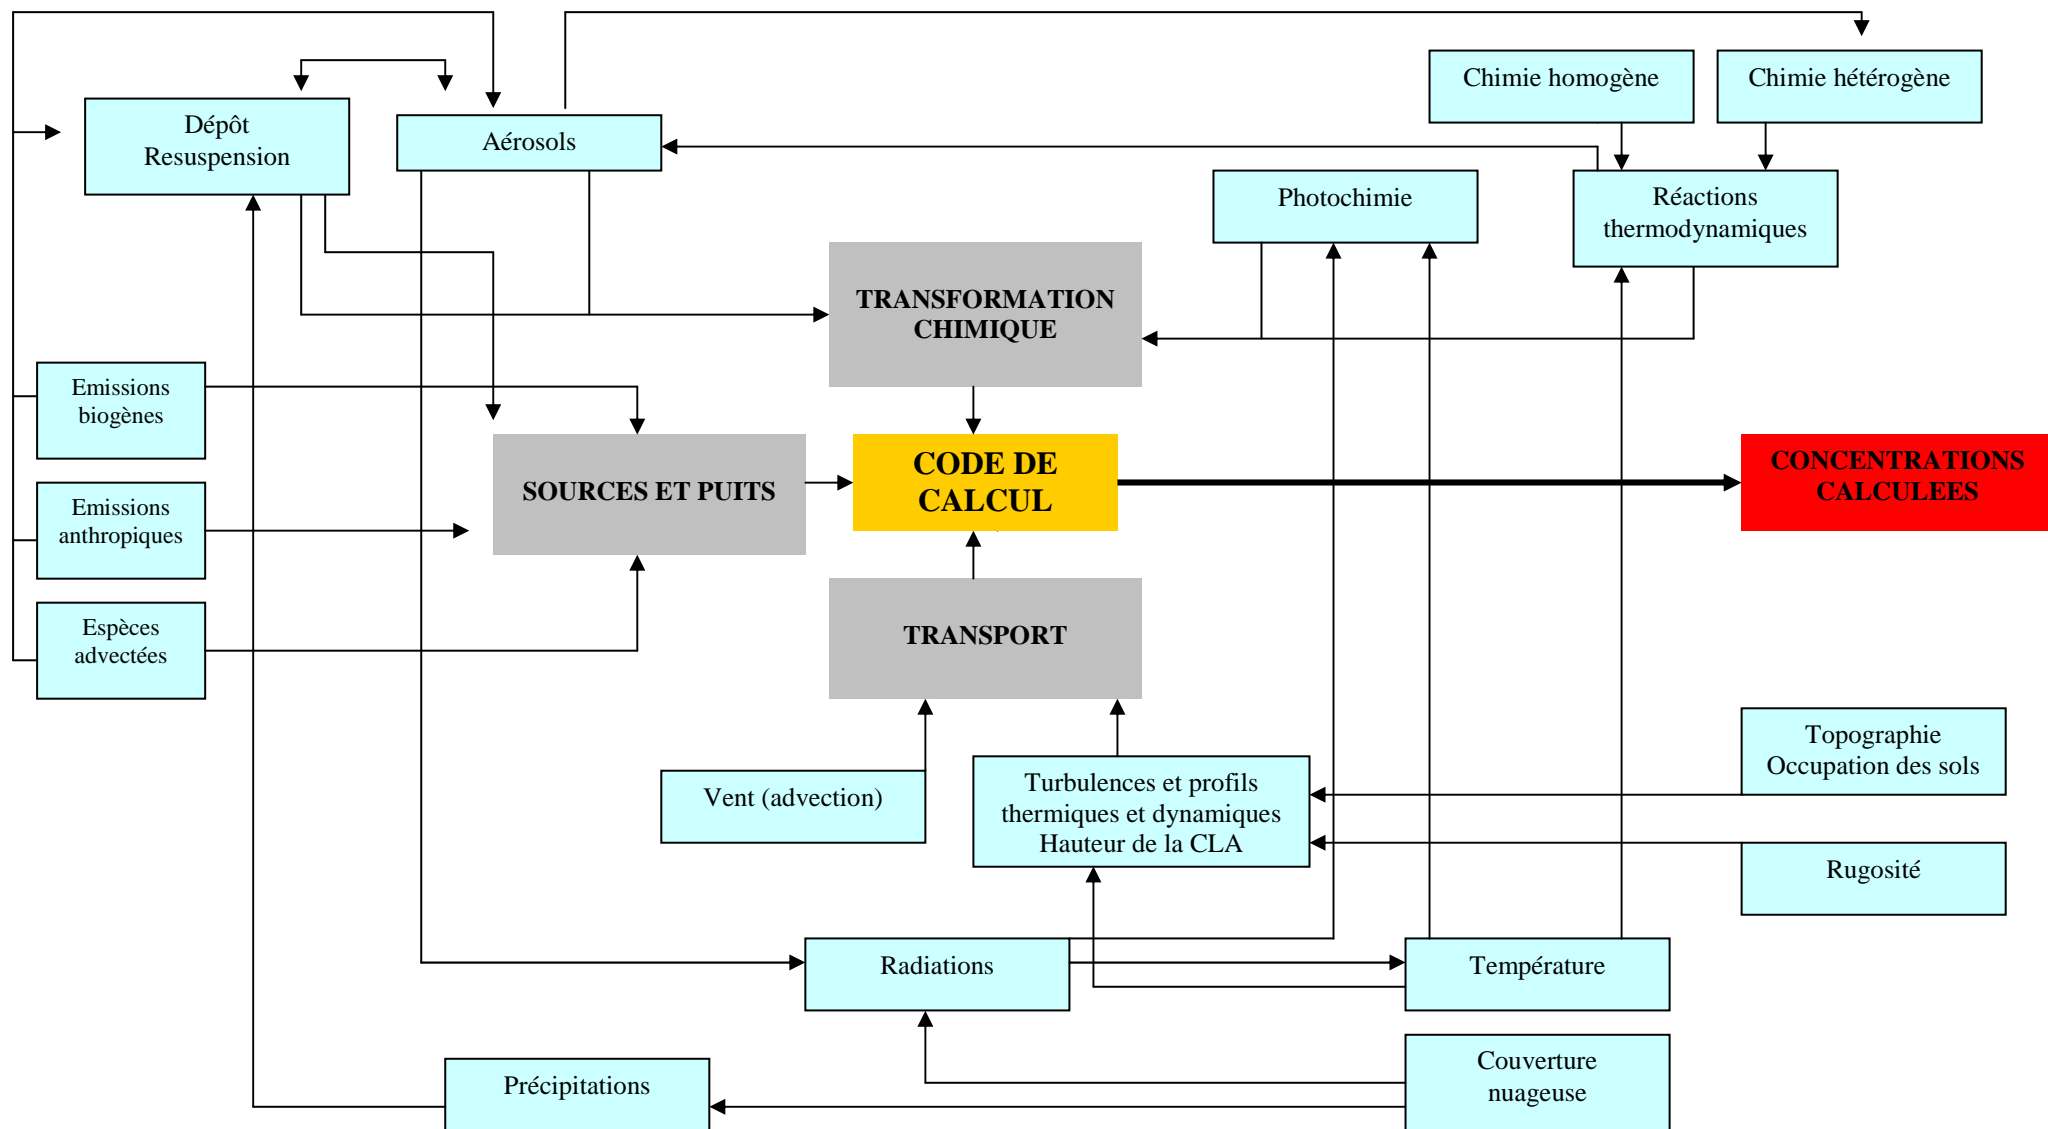 Chimie homogène
Chimie hétérogène
Dépôt
Resuspension
Aérosols
Photochimie
Réactions
thermodynamiques
TRANSFORMATION
CHIMIQUE
Emissions
biogènes
SOURCES ET PUITS
CODE DE
CALCUL
CONCENTRATIONS
CALCULEES
Emissions
anthropiques
Espèces
advectées
TRANSPORT
Topographie
Occupation des sols
Vent (advection)
Turbulences et profils
thermiques et dynamiques
Hauteur de la CLA
Rugosité
Radiations
Température
Précipitations
Couverture
nuageuse